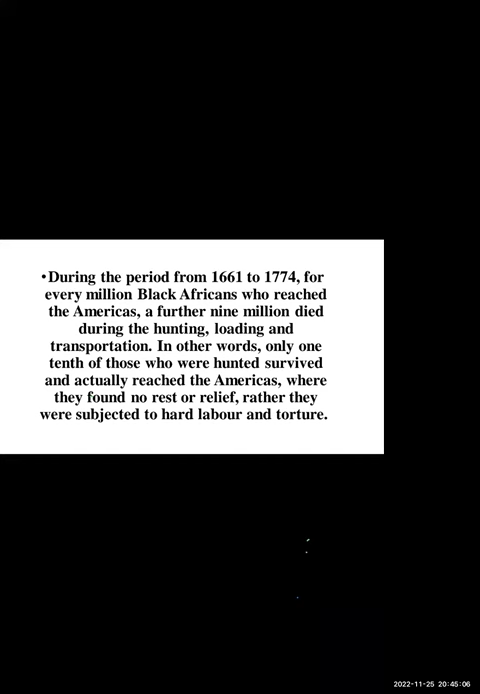 •During the period from 1661 to 1774, for
every million Black Africans who reached
the Americas, a further nine million died
during the hunting, loading and
transportation. In other words, only one
tenth of those who were hunted survived
and actually reached the Americas, where
they found no rest or relief, rather they
were subjected to hard labour and torture.
2022-11-25 20:45:06